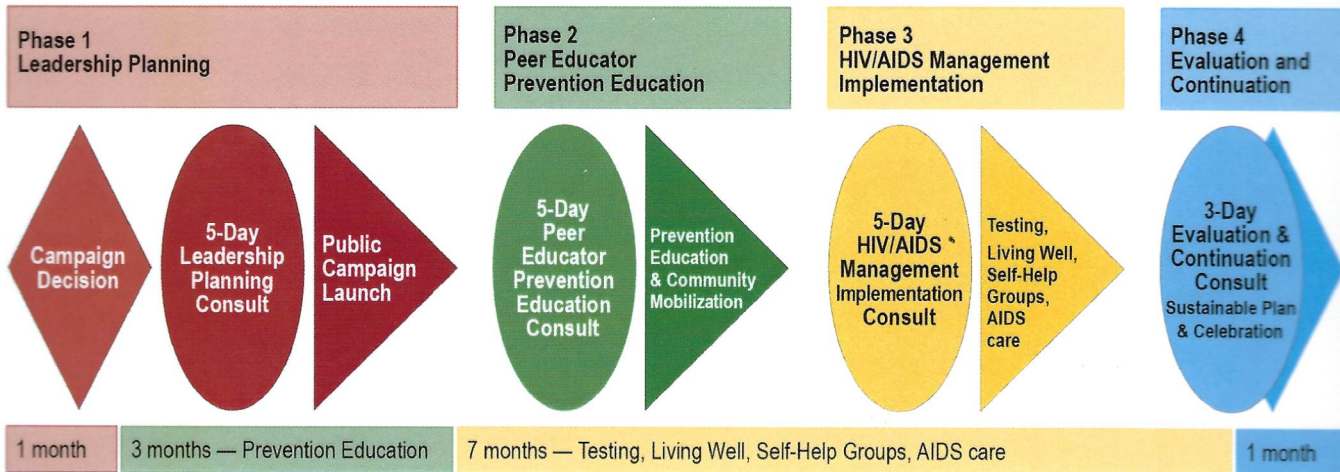 Phase 1
Leadership Planning
Phase 2
Peer Educator
Prevention Education
Phase 3
HIV/AIDS Management
Implementation
Phase 4
Evaluation and
Continuation
Campaign
Decision
5-Day
Leadership
Planning
Consult
Public
Campaign
Launch
5-Day
Peer
Educator
Prevention
Education
Consult
Prevention
Education
& Community
Mobilization
5-Day
HIV/AIDS
Management
Implementation
Consult
Testing,
Living Well,
Self-Help
Groups,
AIDS
care
3-Day
Evaluation &
Continuation
Consult
Sustainable Plan
& Celebration
1 month
3 months — Prevention Education
7 months — Testing, Living Well, Self-Help Groups, AIDS care
1 month